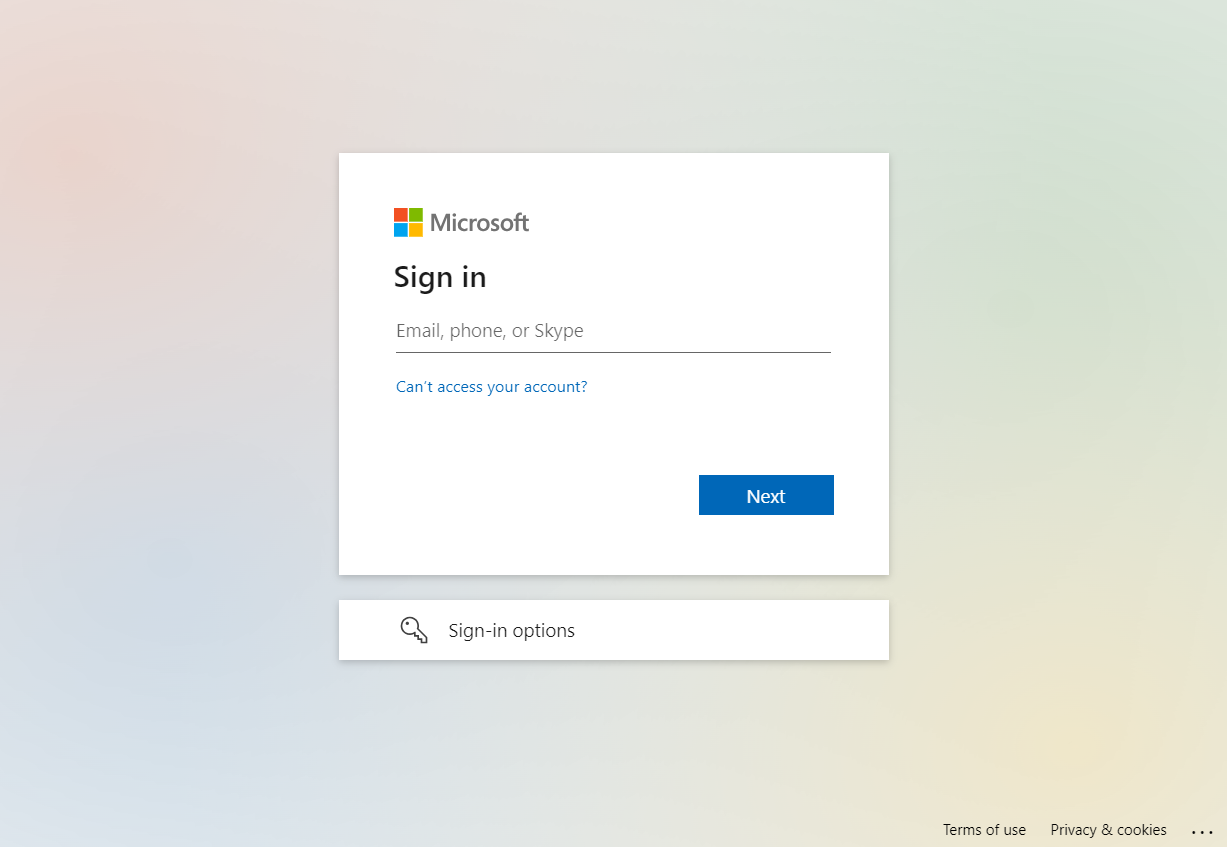 Microsoft
Sign in
Email, phone, or Skype
Can’t access your account?
Next
Sign-in options
Terms of use Privacy & cookies ...